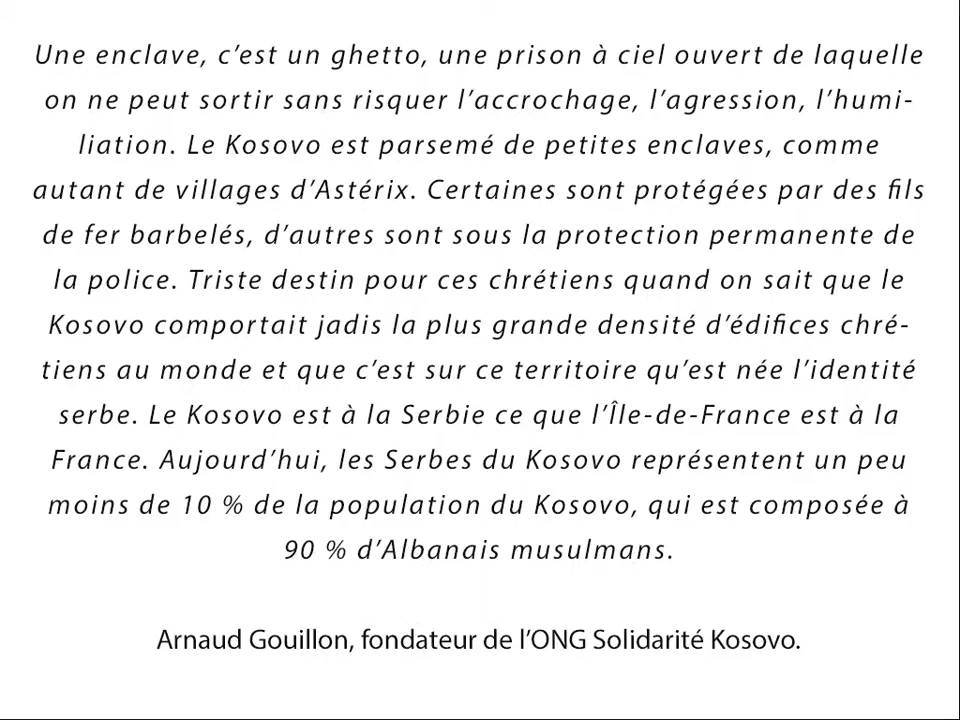 Une enclave, c’est un ghetto, une prison à ciel ouvert de laquelle
on ne peut sortir sans risquer l’accrochage, l’agression, l’humi-
liation. Le Kosovo est parsemé de petites enclaves, comme
autant de villages d’Astérix. Certaines sont protégées par des fils
de fer barbelés, d’autres sont sous la protection permanente de
la police. Triste destin pour ces chrétiens quand on sait que le
Kosovo comportait jadis la plus grande densité d’édifices chré-
tiens au monde et que c’est sur ce territoire qu’est née l’identité
serbe. Le Kosovo est à la Serbie ce que l’Île-de-France est à la
France. Aujourd’hui, les Serbes du Kosovo représentent un peu
moins de 10 % de la population du Kosovo, qui est composée à
90 % d’Albanais musulmans.
Arnaud Gouillon, fondateur de l’ONG Solidarité Kosovo.